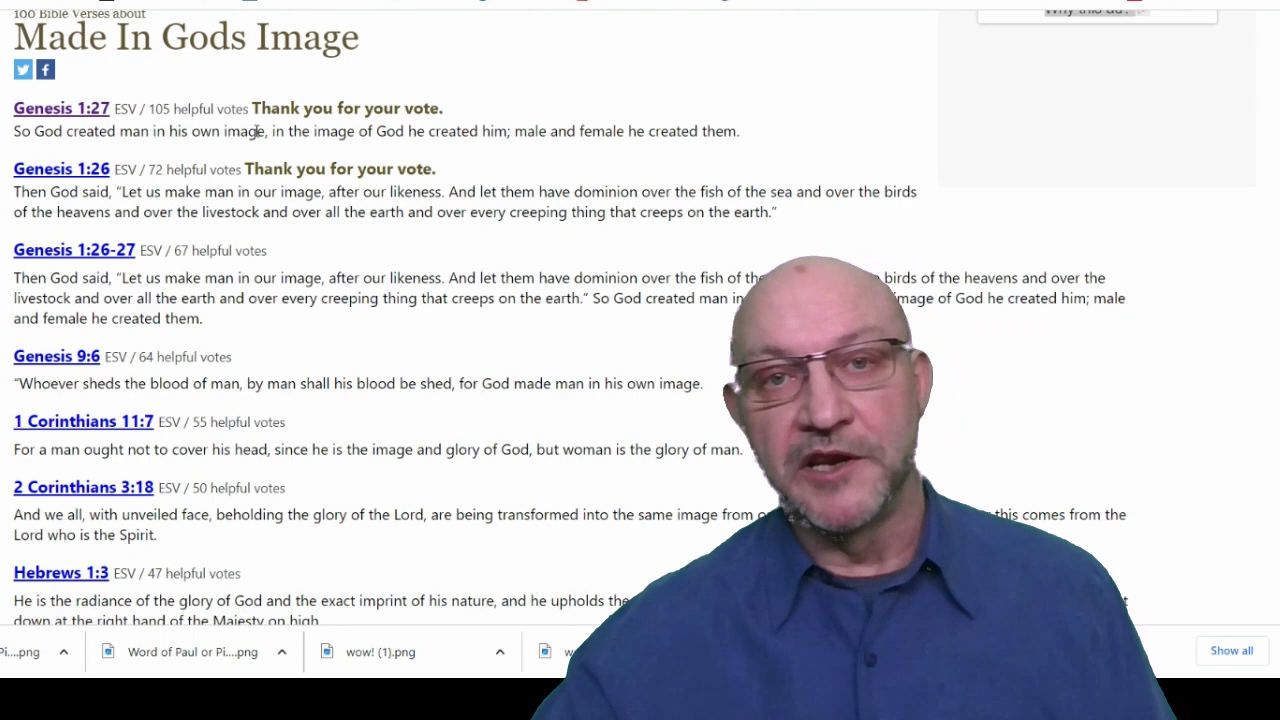 100 Bible Verses about
Made In Gods Image
Genesis 1:27 ESV / 105 helpful votes Thank you for your vote.
So God created man in his own image, in the image of God he created him; male and female he created them.
Genesis 1:26 ESV / 72 helpful votes Thank you for your vote.
Then God said, “Let us make man in our image, after our likeness. And let them have dominion over the fish of the sea and over the birds
of the heavens and over the livestock and over all the earth and over every creeping thing that creeps on the earth.”
Genesis 1:26-27 ESV / 67 helpful votes
Then God said, “Let us make man in our image, after our likeness. And let them have dominion over the fish of the birds of the heavens and over the
livestock and over all the earth and over every creeping thing that creeps on the earth.” So God created man in image of God he created him; male
and female he created them.
Genesis 9:6 ESV / 64 helpful votes
“Whoever sheds the blood of man, by man shall his blood be shed, for God made man in his own image.
1 Corinthians 11:7 ESV / 55 helpful votes
For a man ought not to cover his head, since he is the image and glory of God, but woman is the glory of man.
2 Corinthians 3:18 ESV / 50 helpful votes
And we all, with unveiled face, beholding the glory of the Lord, are being transformed into the same image from this comes from the
Lord who is the Spirit.
Hebrews 1:3 ESV / 47 helpful votes
He is the radiance of the glory of God and the exact imprint of his nature, and he upholds the
down at the right hand of the Majesty on high
Pi....png Word of Paul or Pi....png wow! (1).png Show all